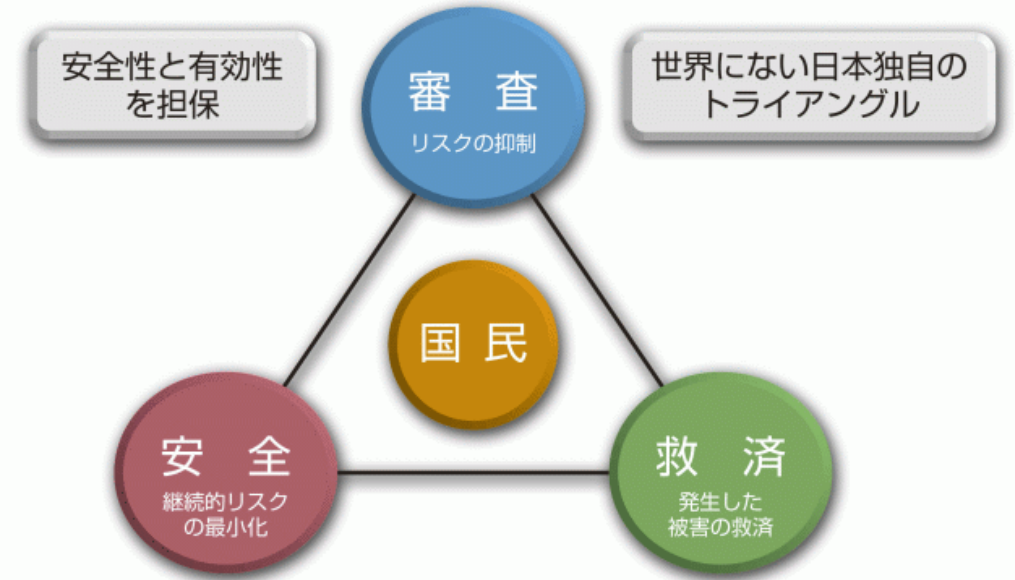 安全性と有効性
を担保
世界にない日本独自の
トライアングル
審 査
リスクの抑制
国 民
安 全
継続的リスク
の最小化
救 済
発生した
被害の救済